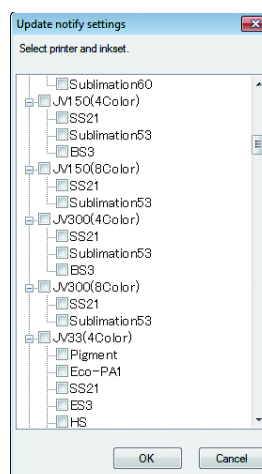 Update notify settings
Select printer and inkset.
Sublimation60
JV150(4Color)
SS21
Sublimation53
BS3
JV150(8Color)
SS21
Sublimation53
JV300(4Color)
SS21
Sublimation53
BS3
JV300(8Color)
SS21
Sublimation53
JV33(4Color)
Pigment
Eco-PA1
SS21
ES3
HS
OK Cancel